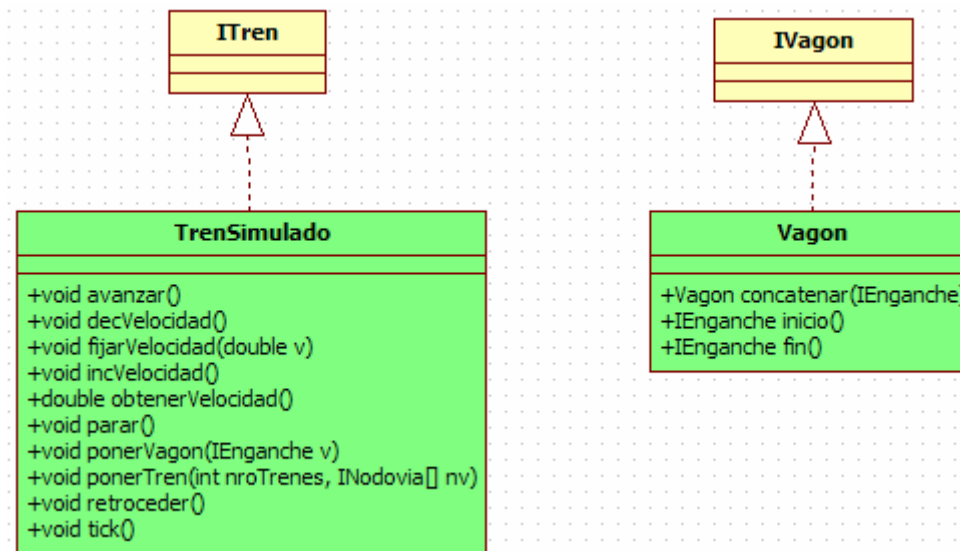 ITren
IVagon
TrenSimulado
+void avanzar()
+void decVelocidad()
+void fijarVelocidad(double v)
+void incVelocidad()
+double obtenerVelocidad()
+void parar()
+void ponerVagon(IEnganche v)
+void ponerTren(int nroTrenes, INodovia[] nv)
+void retroceder()
+void tick()
Vagon
+Vagon concatenar(IEnganche)
+IEnganche inicio()
+IEnganche fin()